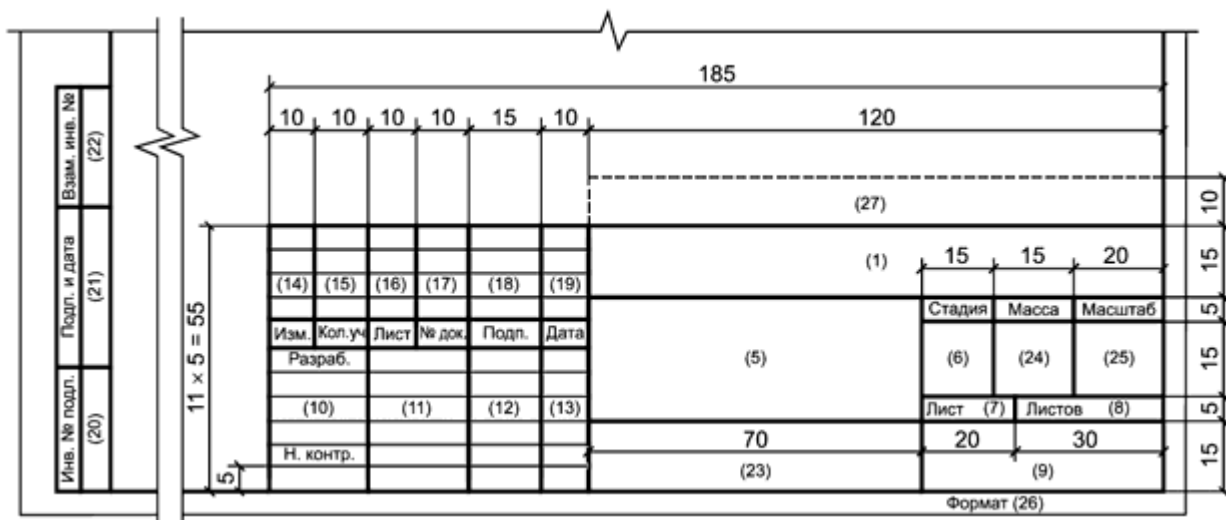 185
10 10 10 10 15 10 120
(27)
10
(1)
15 15 20
15
(14) (15) (16) (17) (18) (19)
Стадия Масса Масштаб
5
Изм. Кол.уч Лист № док. Подп. Дата
Разраб.
(5)
(6) (24) (25)
15
11 × 5 = 55
(10) (11) (12) (13)
Лист (7) Листов (8)
5
70 20 30
Н. контр.
5
(23) (9)
15
Формат (26)
Взам. инв. №
(22)
Подп. и дата
(21)
Инв. № подл.
(20)